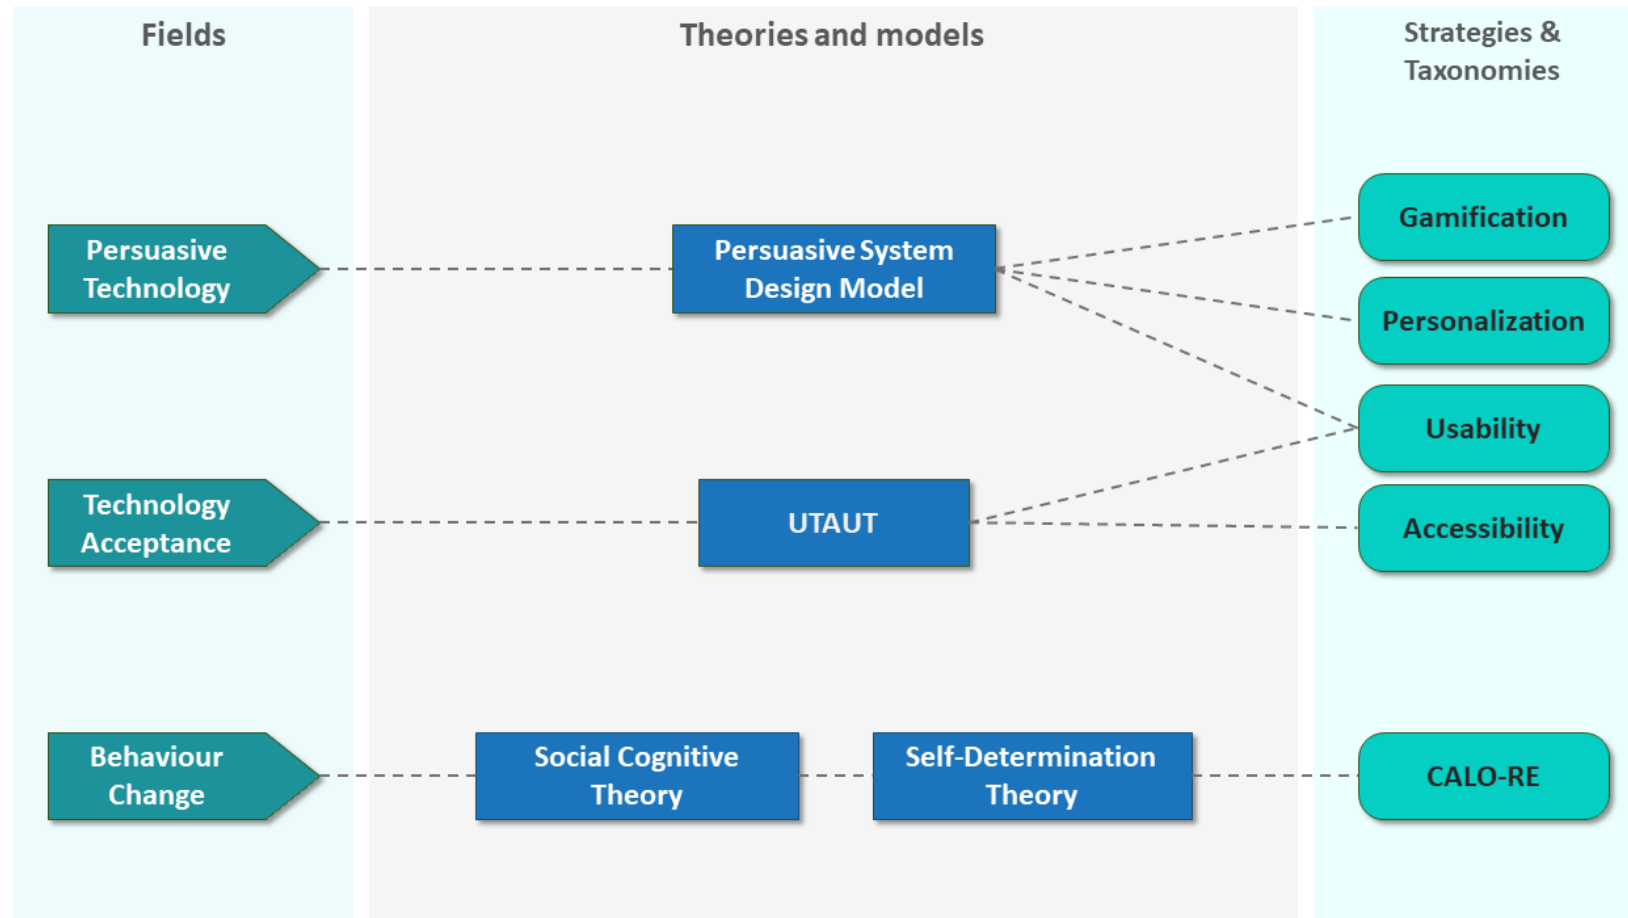 Fields
Theories and models
Strategies &
Taxonomies
Persuasive
Technology
Persuasive System
Design Model
Gamification
Personalization
Usability
Technology
Acceptance
UTAUT
Accessibility
Behaviour
Change
Social Cognitive
Theory
Self-Determination
Theory
CALO-RE